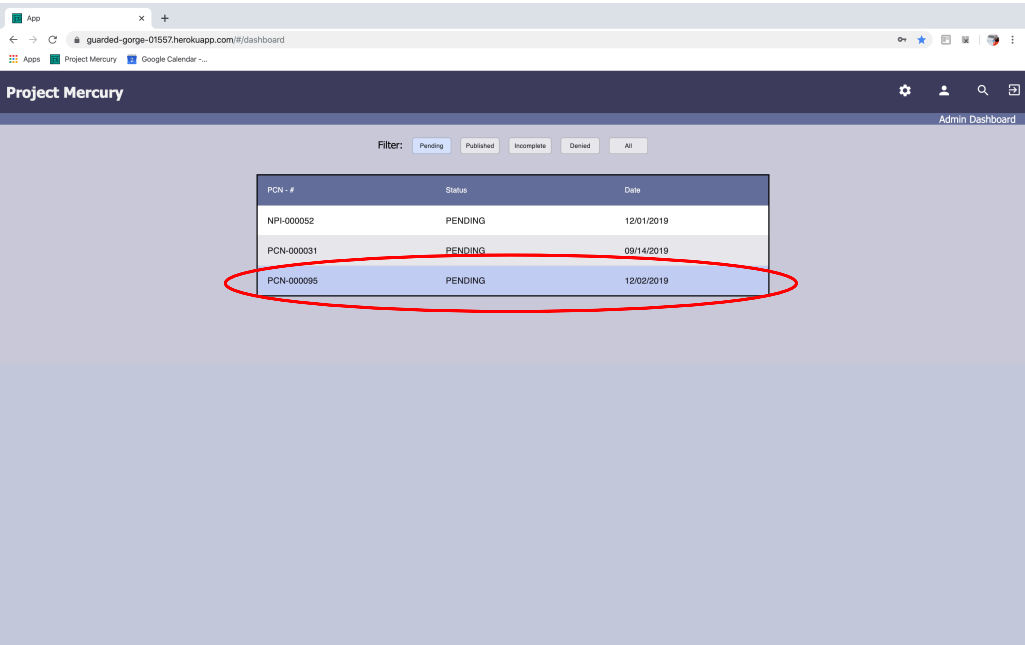 App
guarded-gorge-01557.herokuapp.com/#/dashboard
Apps Project Mercury Google Calendar -...
Project Mercury
Admin Dashboard
Filter: Pending Published Incomplete Denied All
PCN - # Status Date
NPI-000052 PENDING 12/01/2019
PCN-000031 PENDING 09/14/2019
PCN-000095 PENDING 12/02/2019